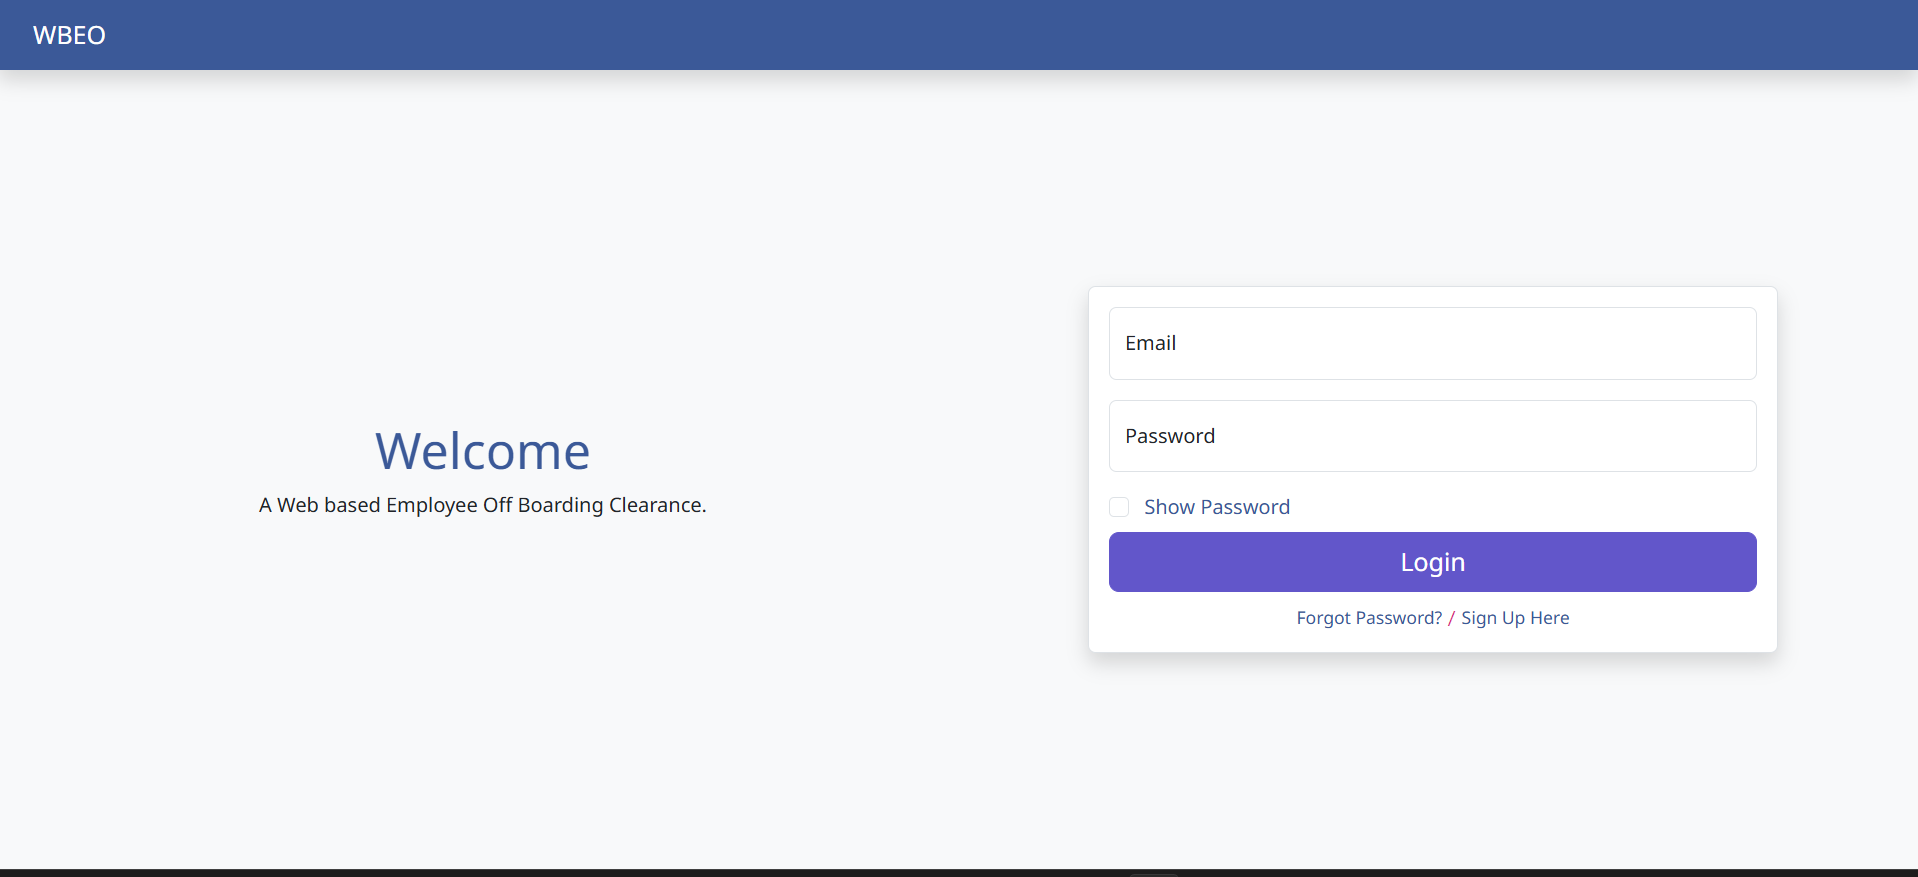 WBEO
Welcome
A Web based Employee Off Boarding Clearance.
Email
Password
Show Password
Login
Forgot Password? / Sign Up Here